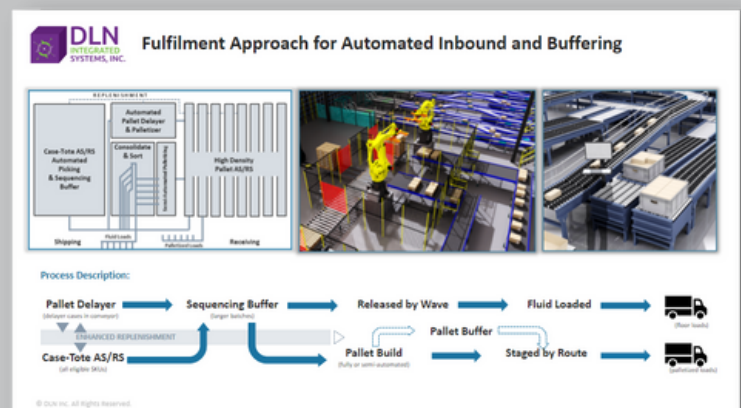 DLN
INTEGRATED
SYSTEMS, INC.
Fulfilment Approach for Automated Inbound and Buffering
REPLENISHMENT
Automated
Pallet Delayer
& Palletizer
Case-Tote AS/RS
Automated
Picking
& Sequencing
Buffer
Consolidate
& Sort
Semi-Automated Palletizing
High Density
Pallet AS/RS
Fluid Loads
Palletized Loads
Shipping
Receiving
Process Description:
Pallet Delayer
(delayer cases in conveyor)
Sequencing Buffer
(larger batches)
Released by Wave
Fluid Loaded
(floor loads)
ENHANCED REPLENISHMENT
Pallet Buffer
Case-Tote AS/RS
(all eligible SKUs)
Pallet Build
(fully or semi-automated)
Staged by Route
(palletized loads)
© DLN Inc. All Rights Reserved.